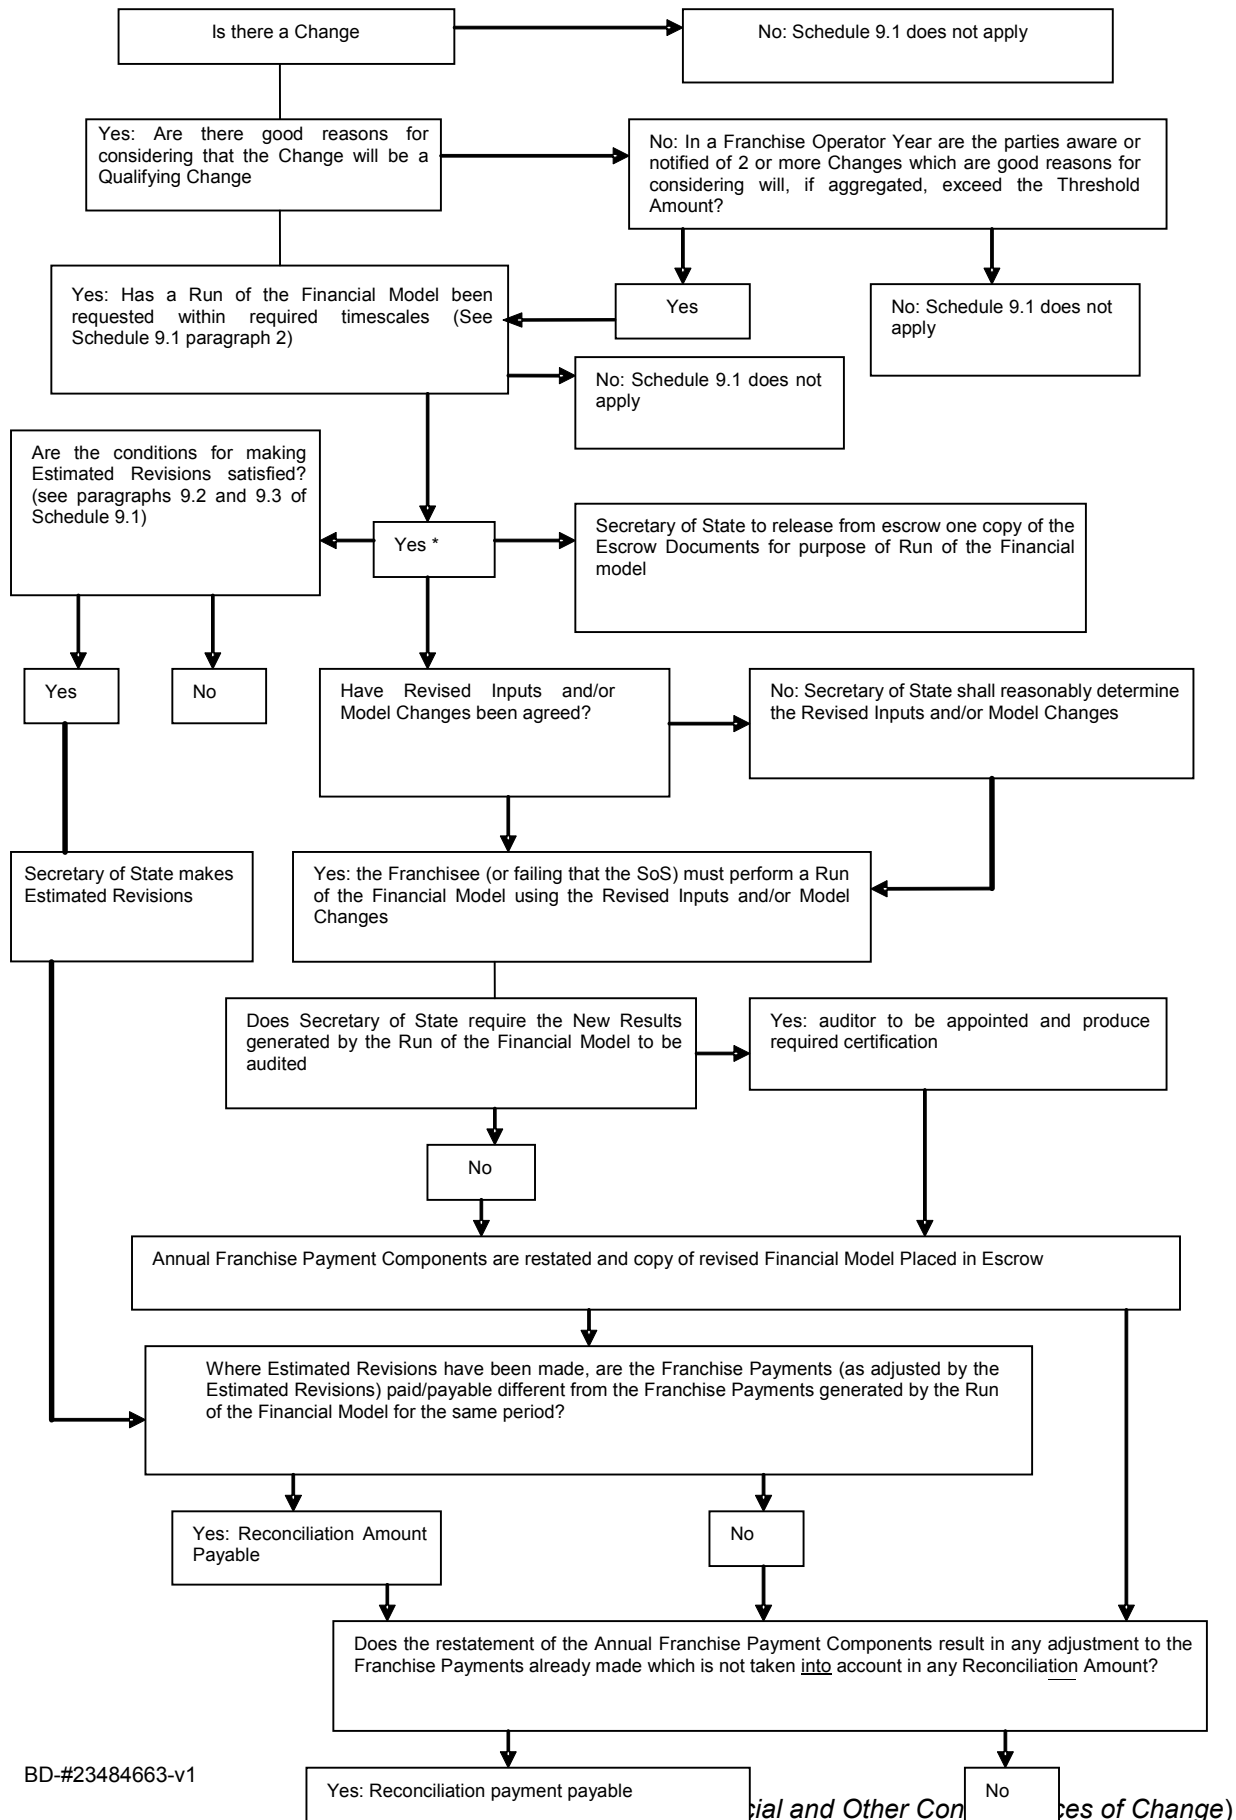 Is there a Change
No: Schedule 9.1 does not apply
Yes: Are there good reasons for
considering that the Change will be a
Qualifying Change
No: In a Franchise Operator Year are the parties aware or
notified of 2 or more Changes which are good reasons for
considering will, if aggregated, exceed the Threshold
Amount?
Yes: Has a Run of the Financial Model been
requested within required timescales (See
Schedule 9.1 paragraph 2)
Yes
No: Schedule 9.1 does not
apply
No: Schedule 9.1 does not
apply
Are the conditions for making
Estimated Revisions satisfied?
(see paragraphs 9.2 and 9.3 of
Schedule 9.1)
Yes *
Secretary of State to release from escrow one copy of the
Escrow Documents for purpose of Run of the Financial
model
Yes
No
Have Revised Inputs and/or
Model Changes been agreed?
No: Secretary of State shall reasonably determine
the Revised Inputs and/or Model Changes
Secretary of State makes
Estimated Revisions
Yes: the Franchisee (or failing that the SoS) must perform a Run
of the Financial Model using the Revised Inputs and/or Model
Changes
Does Secretary of State require the New Results
generated by the Run of the Financial Model to be
audited
Yes: auditor to be appointed and produce
required certification
No
Annual Franchise Payment Components are restated and copy of revised Financial Model Placed in Escrow
Where Estimated Revisions have been made, are the Franchise Payments (as adjusted by the
Estimated Revisions) paid/payable different from the Franchise Payments generated by the Run
of the Financial Model for the same period?
Yes: Reconciliation Amount
Payable
No
Does the restatement of the Annual Franchise Payment Components result in any adjustment to the
Franchise Payments already made which is not taken into account in any Reconciliation Amount?
BD-#23484663-v1
Yes: Reconciliation payment payable
No
and Other
of Change)